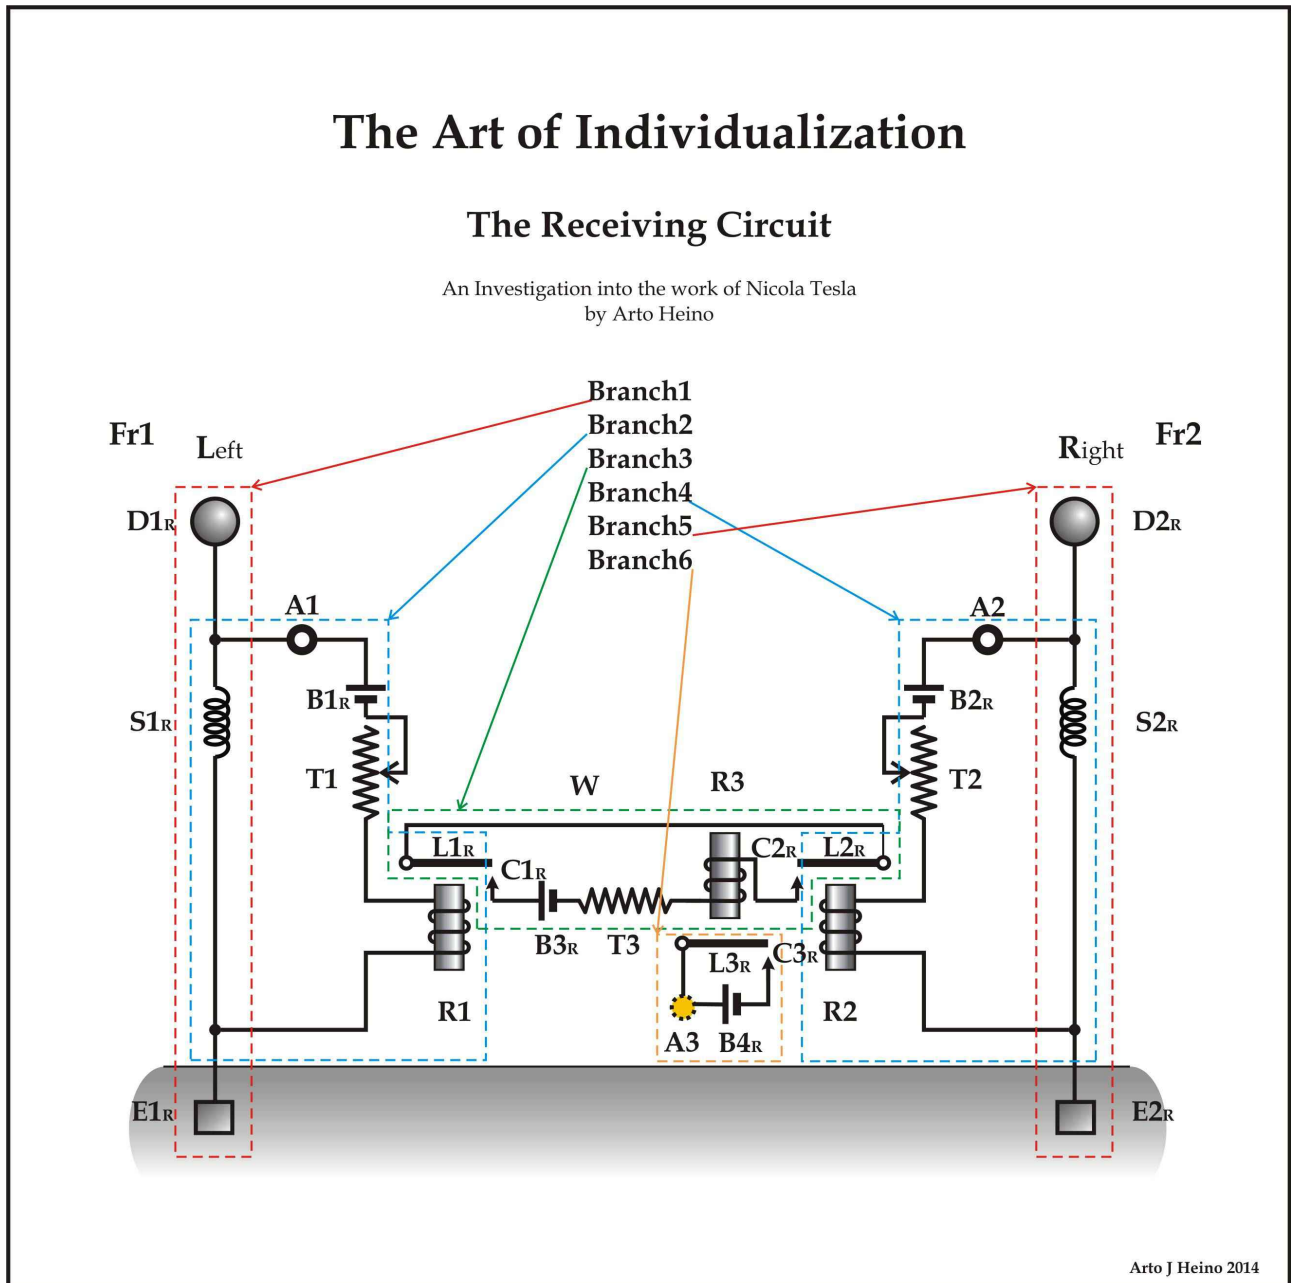 The Art of Individualization
The Receiving Circuit
An Investigation into the work of Nicola Tesla
by Arto Heino
Branch1
Branch2
Branch3
Branch4
Branch5
Branch6
Fr1
Left
Right
Fr2
D1R
D2R
A1
A2
B1R
B2R
S1R
S2R
T1
T2
W
R3
L1R
C1R
C2R
L2R
B3R
T3
L3R
C3R
R1
A3
B4R
R2
E1R
E2R
Arto J Heino 2014